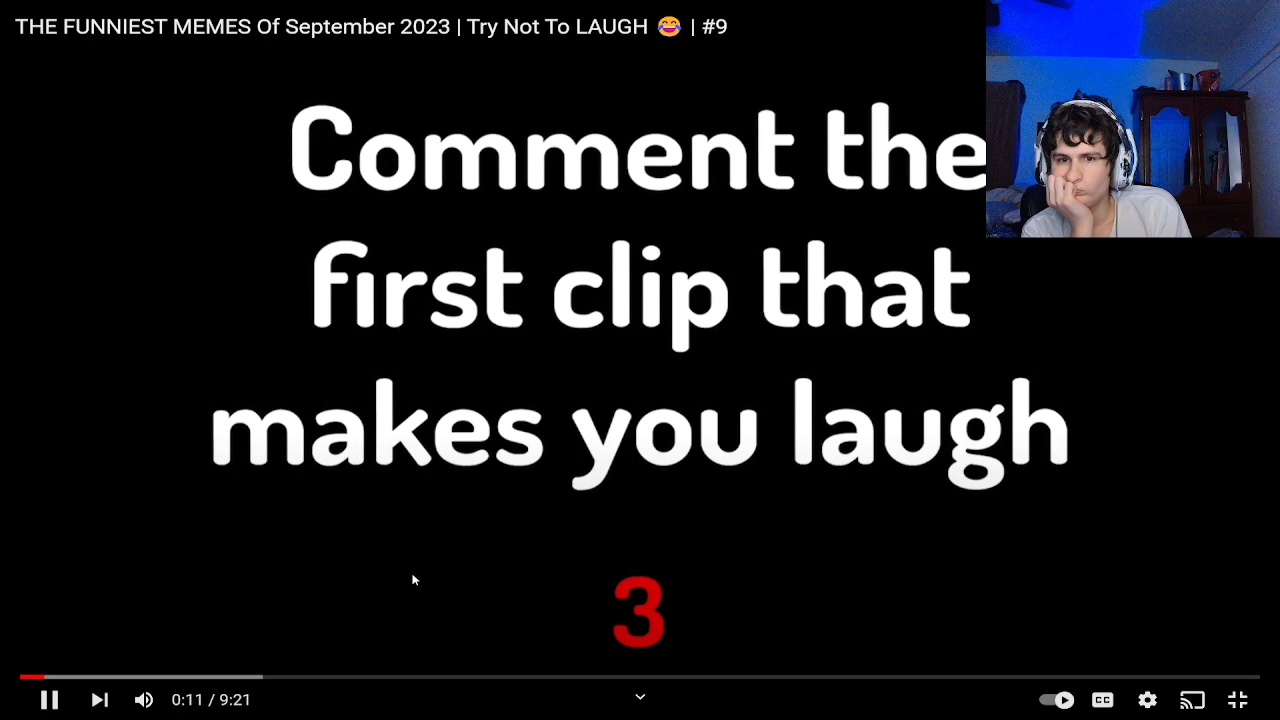 THE FUNNIEST MEMES Of September 2023 | Try Not To LAUGH 😂 | #9
Comment the
first clip that
makes you laugh
3
0:11 / 9:21
CC